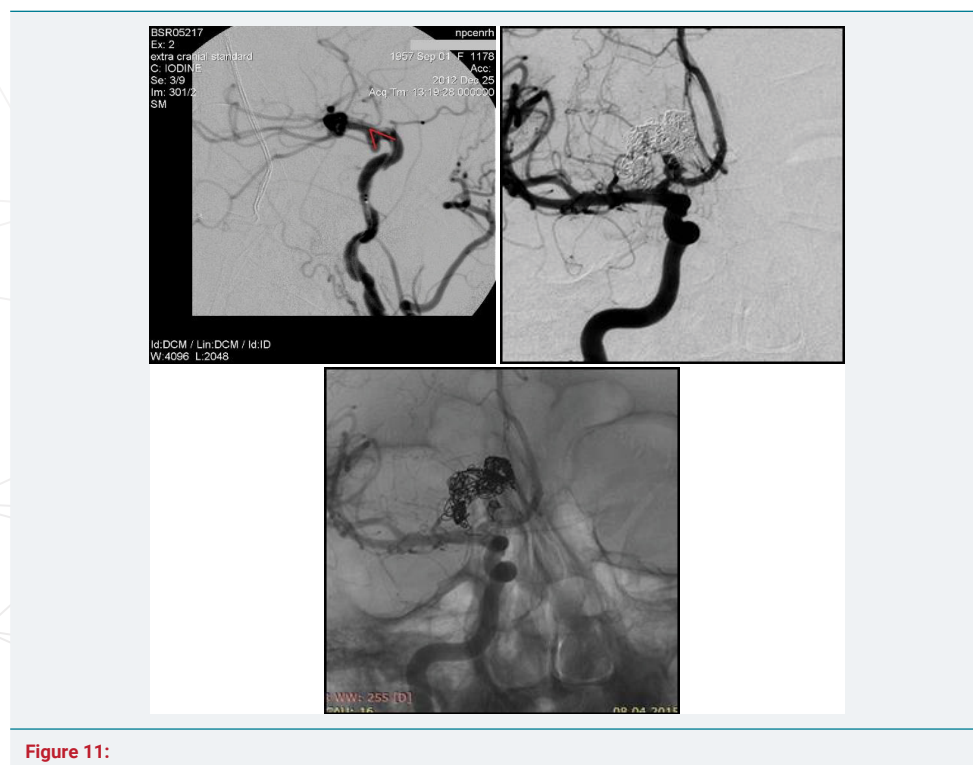 BSR05217
Ex: 2
extra cranial standard
C: IODINE
Se: 3/9
Im: 301/2
SM
npcenrh
1957 Sep 01 F 1178
Acc:
2012 Dec 25
Acq Tm: 13:19:28.000000
Id:DCM / Lin:DCM / Id:ID
W:4096 L:2048
WW: 255 [D]
08.04.2015
Figure 11: